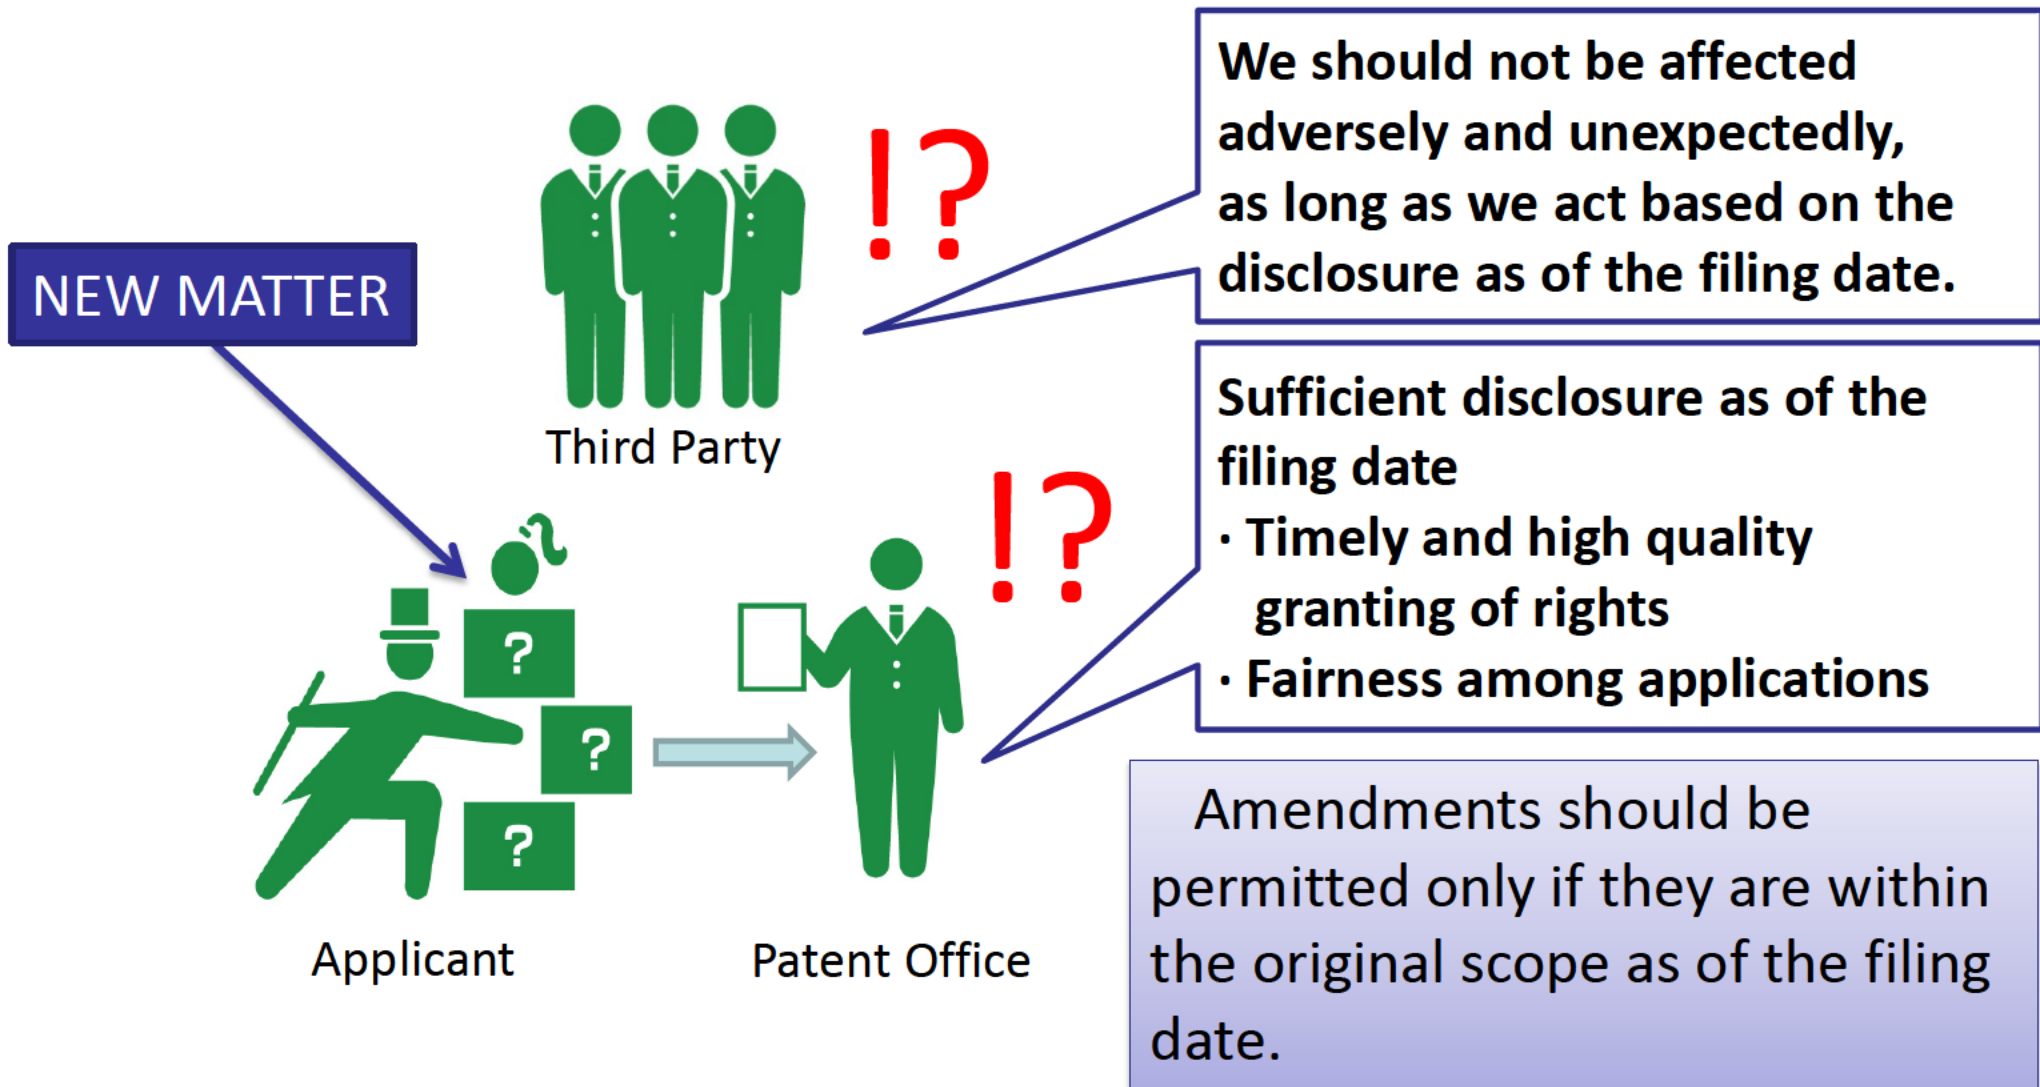 We should not be affected
adversely and unexpectedly,
as long as we act based on the
disclosure as of the filing date.
!?
NEW MATTER
Third Party
Sufficient disclosure as of the
filing date
· Timely and high quality
granting of rights
· Fairness among applications
!?
?
?
?
Applicant
Patent Office
Amendments should be
permitted only if they are within
the original scope as of the filing
date.